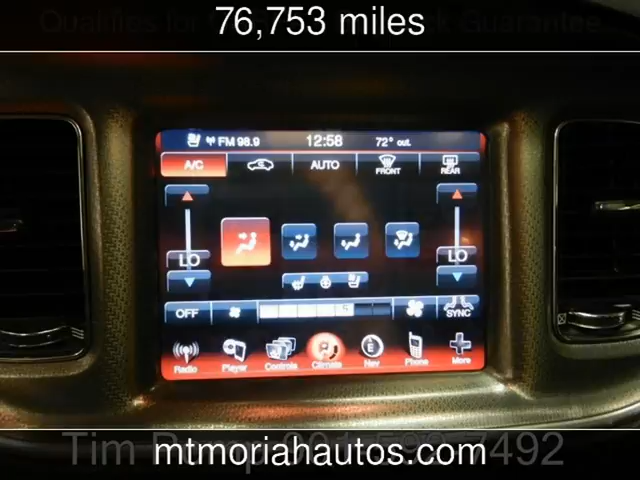 76,753 miles
FM 98.9 12:58 72° out.
A/C AUTO FRONT REAR
LO LO
OFF SYNC
Radio Player Controls Climate E Nav Phone More
mtmoriahautos.com